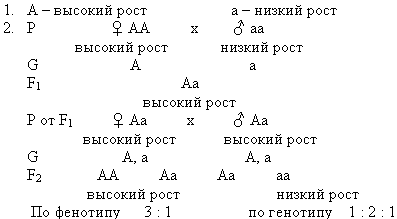 1. А – высокий рост а – низкий рост
2. Р ♀ АА х ♂ аа
высокий рост низкий рост
G А а
F₁ Аа
высокий рост
Р от F₁ ♀ Аа х ♂ Аа
высокий рост высокий рост
G А, а А, а
F₂ АА Аа Аа аа
высокий рост низкий рост
По фенотипу 3 : 1 по генотипу 1 : 2 : 1